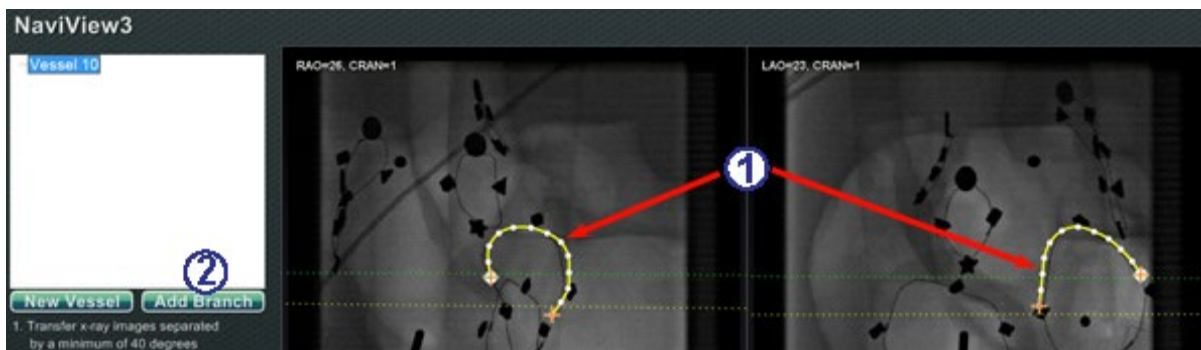 NaviView3
Vessel 10
RAO=26, CRAN=1
LAO=23, CRAN=1
1
2
New Vessel
Add Branch
1. Transfer x-ray images separated
by a minimum of 40 degrees